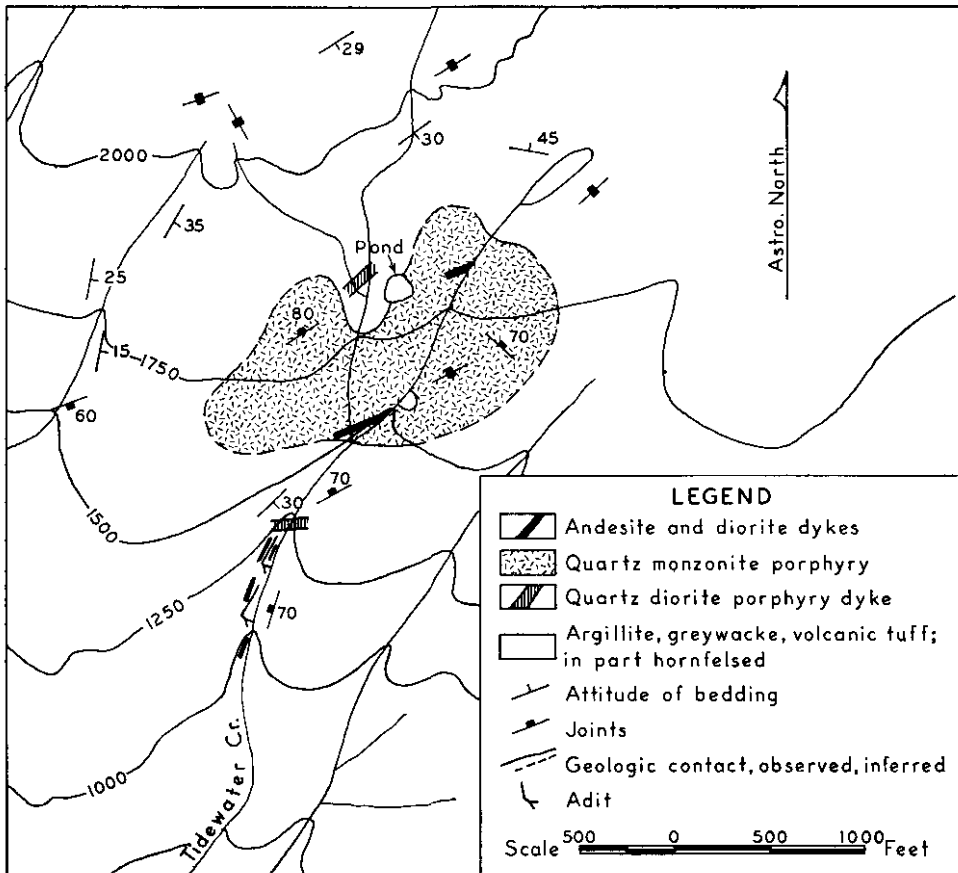 29
30
45
2000
35
Pond
25
80
15
1750
70
60
70
30
1500
1250
70
1000
Tidewater Cr.
Astro. North
LEGEND
Andesite and diorite dykes
Quartz monzonite porphyry
Quartz diorite porphyry dyke
Argillite, greywacke, volcanic tuff;
in part hornfelsed
Attitude of bedding
Joints
Geologic contact, observed, inferred
Adit
Scale 500 0 500 1000 Feet